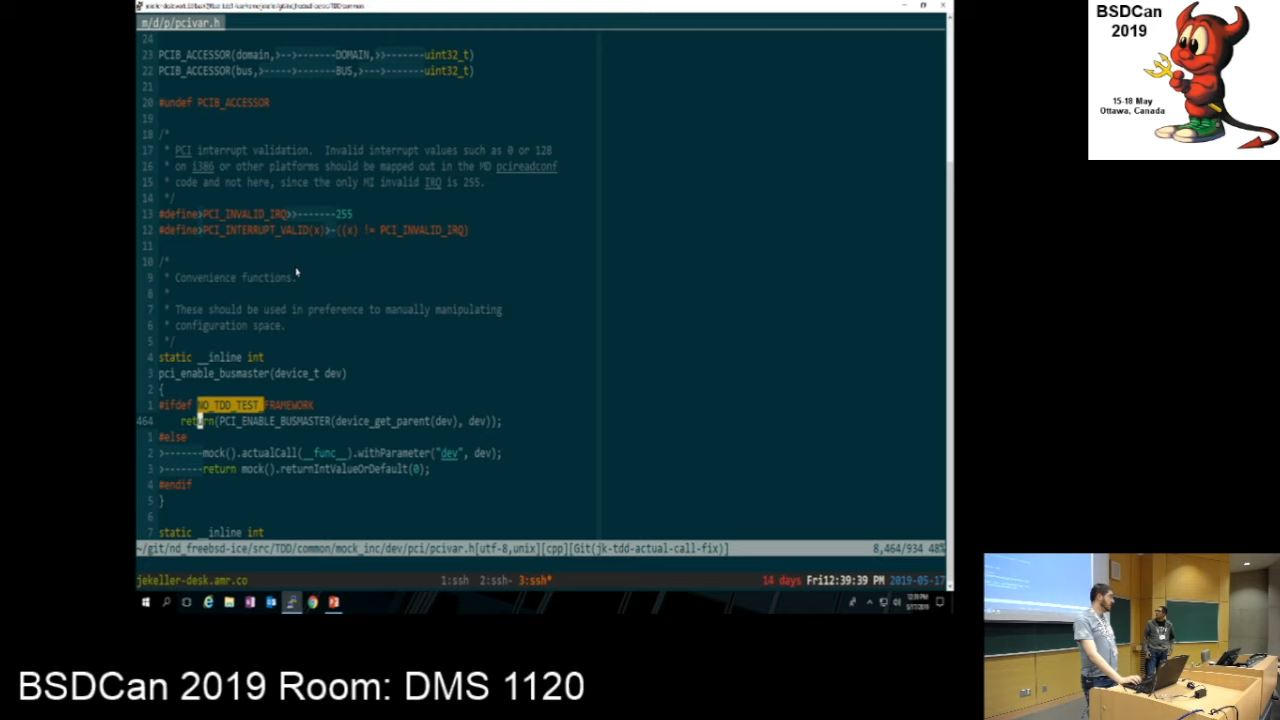 m/d/p/pcivar.h
24
23 PCIB_ACCESSOR(domain,>-->-------DOMAIN,>>-------uint32_t)
22 PCIB_ACCESSOR(bus,>----->-------BUS,>--->-------uint32_t)
21
20 #undef PCIB_ACCESSOR
19
18 /*
17 * PCI interrupt validation. Invalid interrupt values such as 0 or 128
16 * on i386 or other platforms should be mapped out in the MD pcireadconf
15 * code and not here, since the only MI invalid IRQ is 255.
14 */
13 #define>PCI_INVALID_IRQ>>-------255
12 #define>PCI_INTERRUPT_VALID(x)>-((x) != PCI_INVALID_IRQ)
11
10 /*
9 * Convenience functions.
8 *
7 * These should be used in preference to manually manipulating
6 * configuration space.
5 */
4 static __inline int
3 pci_enable_busmaster(device_t dev)
2 {
1 #ifdef NO_TDD_TEST_FRAMEWORK
464 return(PCI_ENABLE_BUSMASTER(device_get_parent(dev), dev));
1 #else
2 >-------mock().actualCall(__func__).withParameter("dev", dev);
3 >-------return mock().returnIntValueOrDefault(0);
4 #endif
5 }
6
7 static __inline int
~/git/nd_freebsd-ice/src/TDD/common/mock_inc/dev/pci/pcivar.h[utf-8,unix][cpp][Git(jk-tdd-actual-call-fix)] 8,464/934 48%
jekeller-desk.amr.co 1:ssh 2:ssh- 3:ssh* 14 days Fri12:39:39 PM 2019-05-17
BSDCan
2019
15-18 May
Ottawa, Canada
BSDCan 2019 Room: DMS 1120